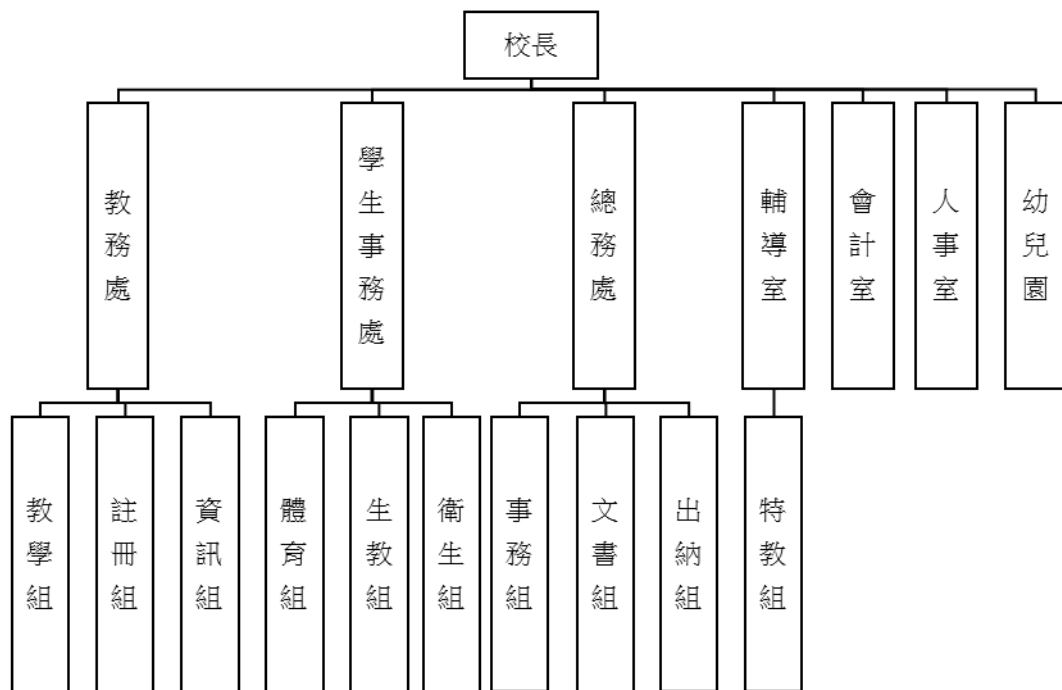 校長
教務處
學生事務處
總務處
輔導室
會計室
人事室
幼兒園
教學組
註冊組
資訊組
體育組
生教組
衛生組
事務組
文書組
出納組
特教組